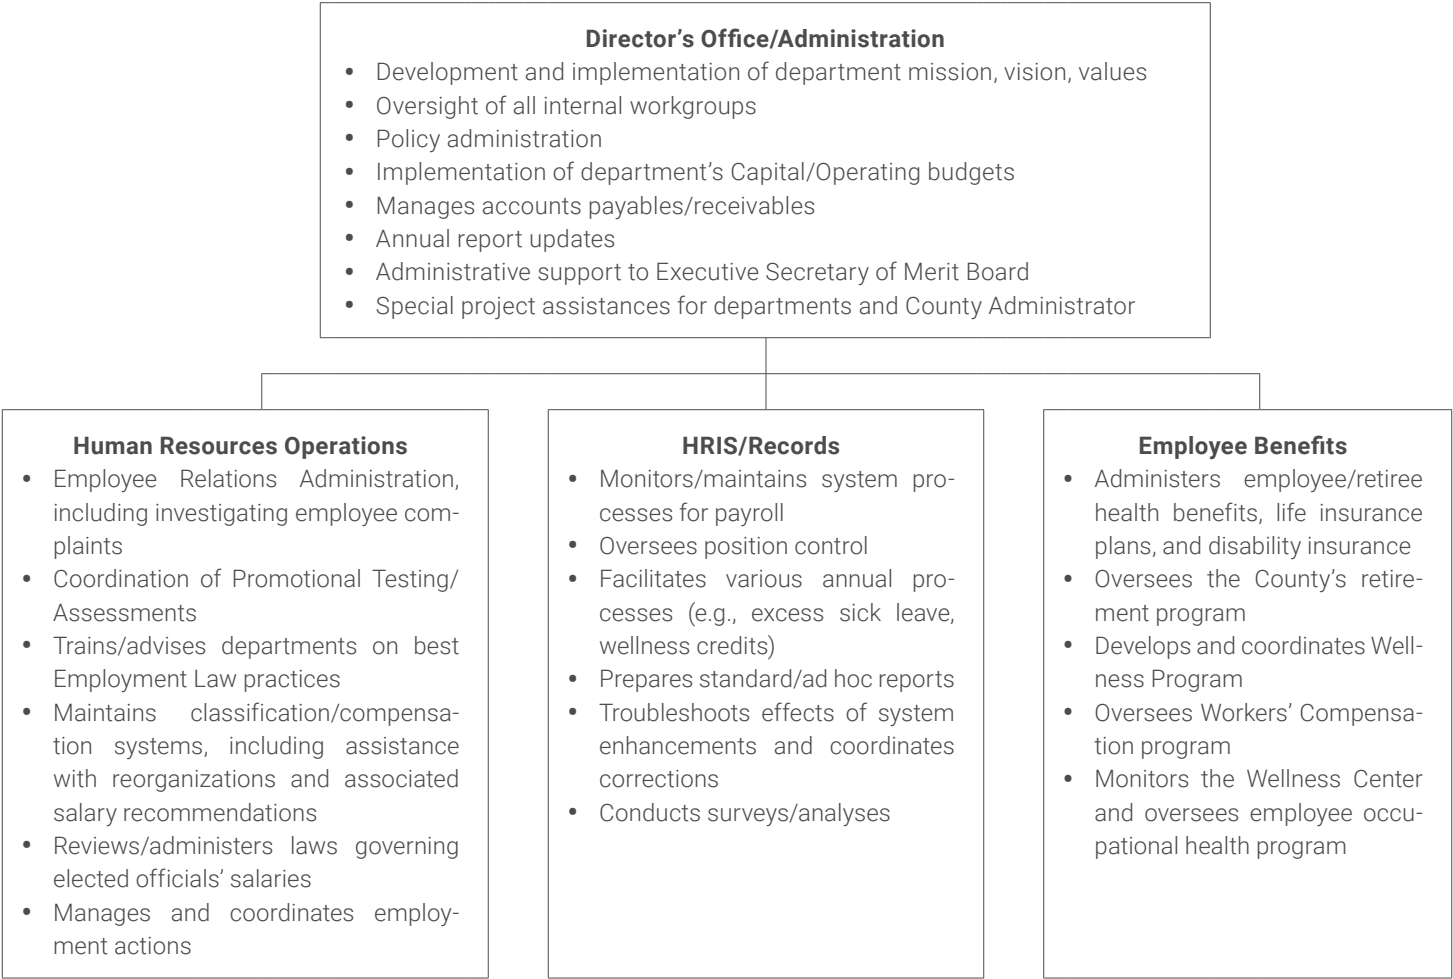 Director’s Office/Administration
• Development and implementation of department mission, vision, values
• Oversight of all internal workgroups
• Policy administration
• Implementation of department’s Capital/Operating budgets
• Manages accounts payables/receivables
• Annual report updates
• Administrative support to Executive Secretary of Merit Board
• Special project assistances for departments and County Administrator
Human Resources Operations
• Employee Relations Administration,
including investigating employee com-
plaints
• Coordination of Promotional Testing/
Assessments
• Trains/advises departments on best
Employment Law practices
• Maintains classification/compensa-
tion systems, including assistance
with reorganizations and associated
salary recommendations
• Reviews/administers laws governing
elected officials’ salaries
• Manages and coordinates employ-
ment actions
HRIS/Records
• Monitors/maintains system pro-
cesses for payroll
• Oversees position control
• Facilitates various annual pro-
cesses (e.g., excess sick leave,
wellness credits)
• Prepares standard/ad hoc reports
• Troubleshoots effects of system
enhancements and coordinates
corrections
• Conducts surveys/analyses
Employee Benefits
• Administers employee/retiree
health benefits, life insurance
plans, and disability insurance
• Oversees the County’s retire-
ment program
• Develops and coordinates Well-
ness Program
• Oversees Workers’ Compensa-
tion program
• Monitors the Wellness Center
and oversees employee occu-
pational health program